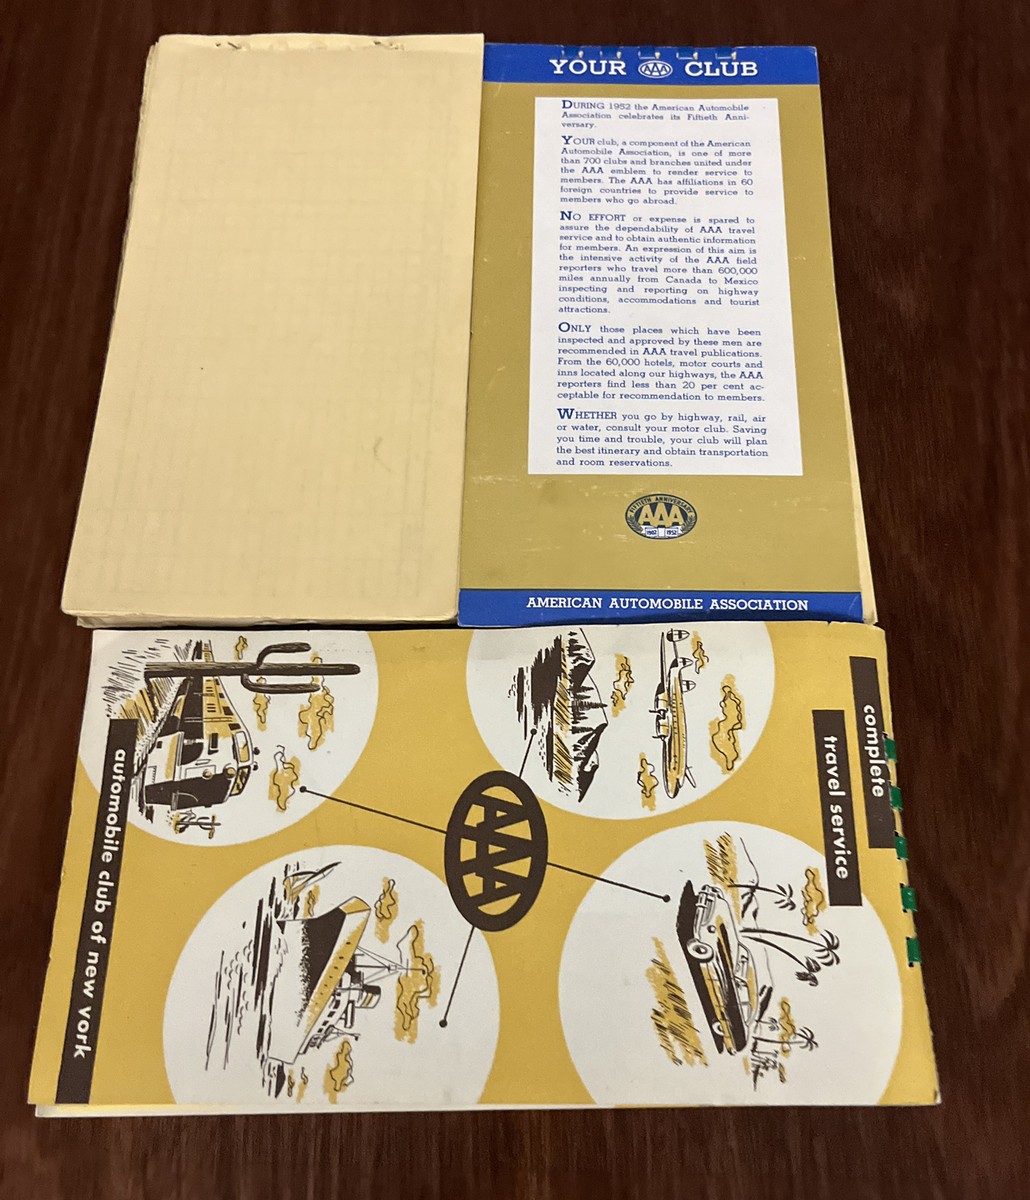 YOUR AAA CLUB
DURING 1952 the American Automobile
Association celebrates its Fiftieth Anni-
versary.
YOUR club, a component of the American
Automobile Association, is one of more
than 700 clubs and branches united under
the AAA emblem to render service to
members. The AAA has affiliations in 60
foreign countries to provide service to
members who go abroad.
NO EFFORT or expense is spared to
assure the dependability of AAA travel
service and to obtain authentic information
for members. An expression of this aim is
the intensive activity of the AAA field
reporters who travel more than 600,000
miles annually from Canada to Mexico
inspecting and reporting on highway
conditions, accommodations and tourist
attractions.
ONLY those places which have been
inspected and approved by these men are
recommended in AAA travel publications.
From the 60,000 hotels, motor courts and
inns located along our highways, the AAA
reporters find less than 20 per cent ac-
ceptable for recommendation to members.
WHETHER you go by highway, rail, air
or water, consult your motor club. Saving
you time and trouble, your club will plan
the best itinerary and obtain transportation
and room reservations.
FIFTIETH ANNIVERSARY
AAA
1902 1952
AMERICAN AUTOMOBILE ASSOCIATION
complete
travel service
AAA
automobile club of new york